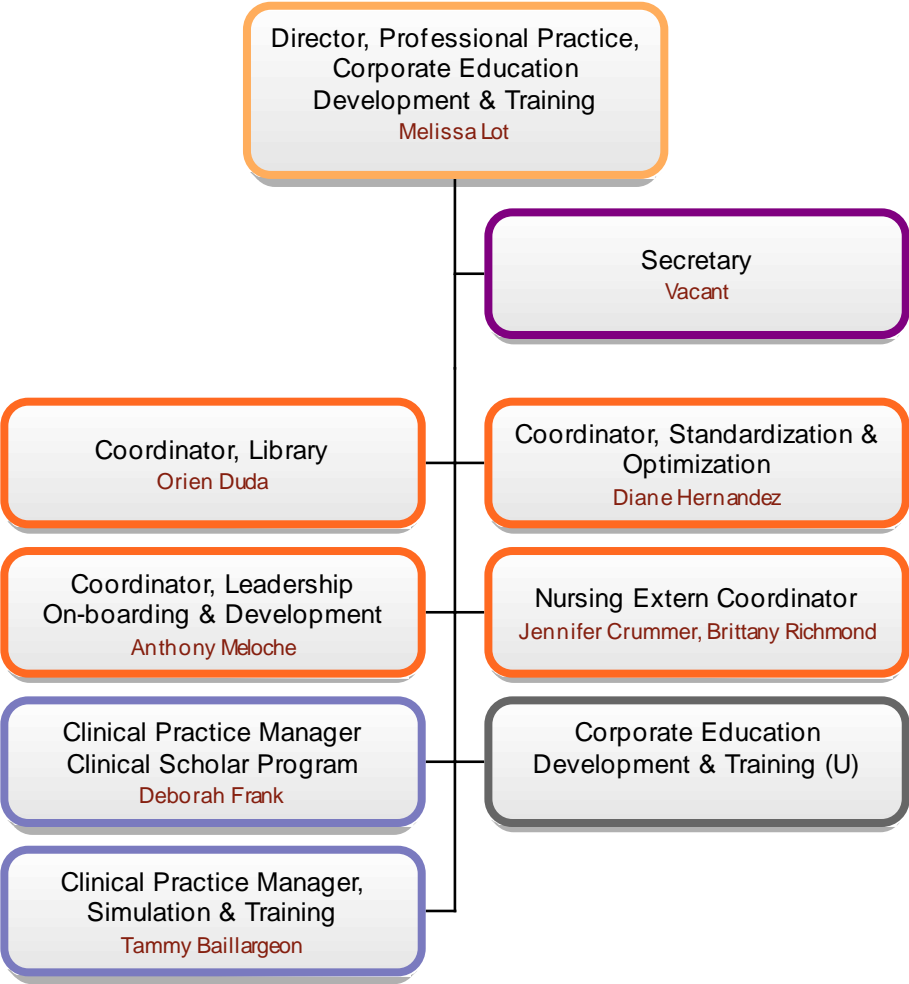 Director, Professional Practice,
Corporate Education
Development & Training
Melissa Lot
Secretary
Vacant
Coordinator, Library
Orien Duda
Coordinator, Standardization &
Optimization
Diane Hernandez
Coordinator, Leadership
On-boarding & Development
Anthony Meloche
Nursing Extern Coordinator
Jennifer Crummer, Brittany Richmond
Clinical Practice Manager
Clinical Scholar Program
Deborah Frank
Corporate Education
Development & Training (U)
Clinical Practice Manager,
Simulation & Training
Tammy Baillargeon